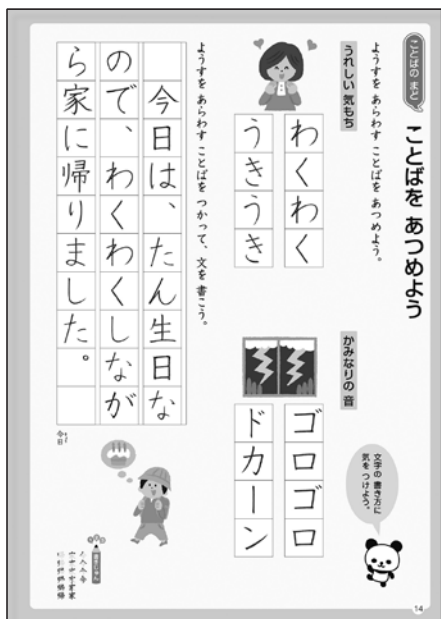 ことばの まど
ことばを あつめよう
ようすを あらわす ことばを あつめよう。
うれしい 気もち
わくわく
うきうき
かみなりの 音
ゴロゴロ
ドカーン
文字の 書き方に
気を つけよう。
ようすを あらわす ことばを つかって、文を 書こう。
今日は、たん生日な
ので、わくわくしなが
ら家に帰りました。
今日
14